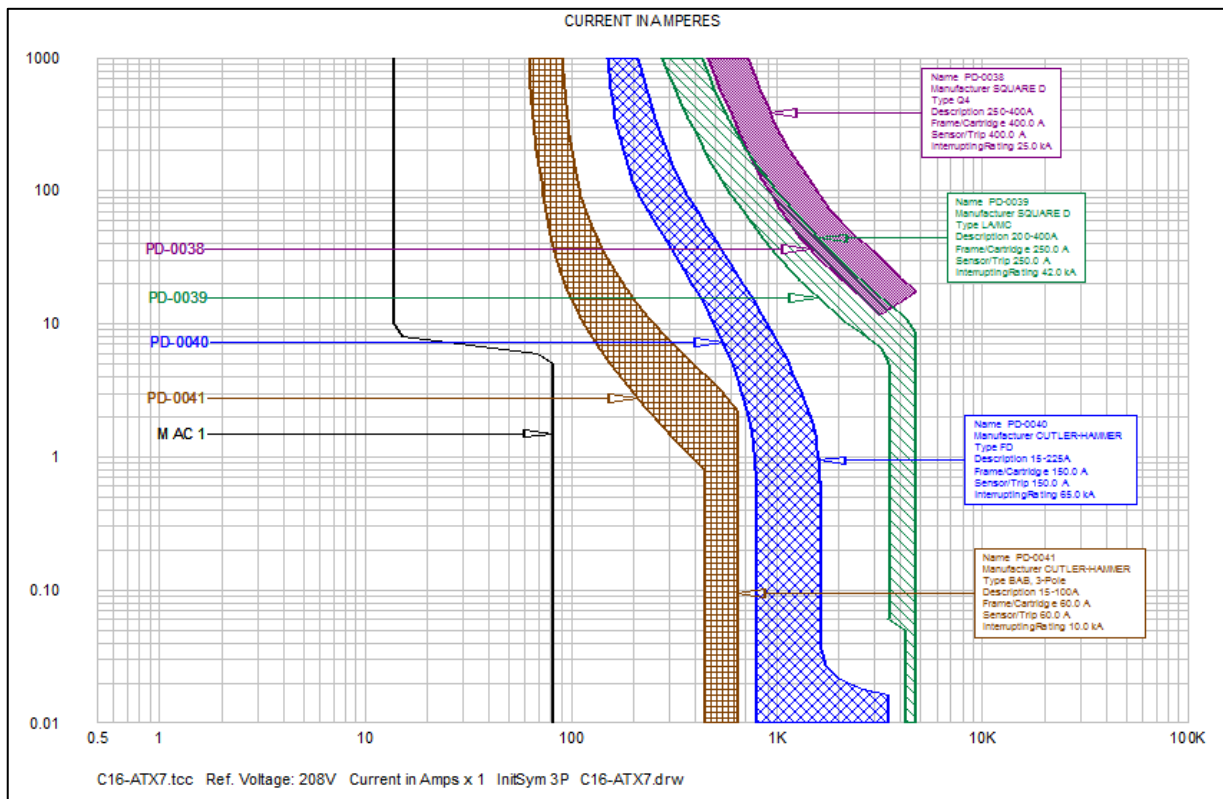 CURRENT IN AMPERES
1000
100
10
1
0.10
0.01
0.5 1 10 100 1K 10K 100K
PD-0038
PD-0039
PD-0040
PD-0041
MAC 1
Name PD-0038
Manufacturer SQUARE D
Type Q4
Description 250-400A
Frame/Cartridge 400.0 A
Sensor/Trip 400.0 A
InterruptingRating 25.0 kA
Name PD-0039
Manufacturer SQUARE D
Type LA/MC
Description 200-400A
Frame/Cartridge 250.0 A
Sensor/Trip 250.0 A
InterruptingRating 42.0 kA
Name PD-0040
Manufacturer CUTLER-HAMMER
Type FD
Description 15-225A
Frame/Cartridge 150.0 A
Sensor/Trip 150.0 A
InterruptingRating 65.0 kA
Name PD-0041
Manufacturer CUTLER-HAMMER
Type BAB, 3-Pole
Description 15-100A
Frame/Cartridge 60.0 A
Sensor/Trip 60.0 A
InterruptingRating 10.0 kA
C16-ATX7.tcc Ref. Voltage: 208V Current in Amps x 1 InitSym 3P C16-ATX7.drw